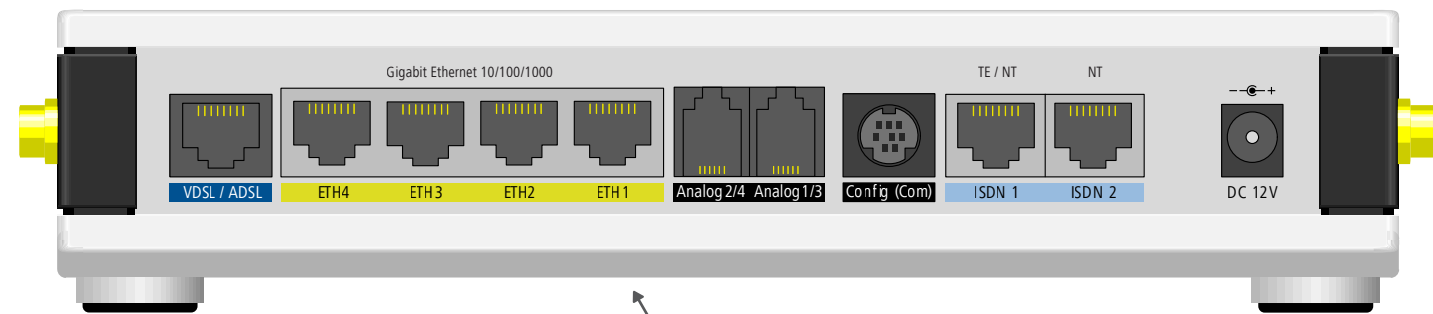 Gigabit Ethernet 10/100/1000
TE / NT
NT
VDSL / ADSL
ETH4
ETH3
ETH2
ETH1
Analog 2/4
Analog 1/3
Config (Com)
ISDN 1
ISDN 2
DC 12V